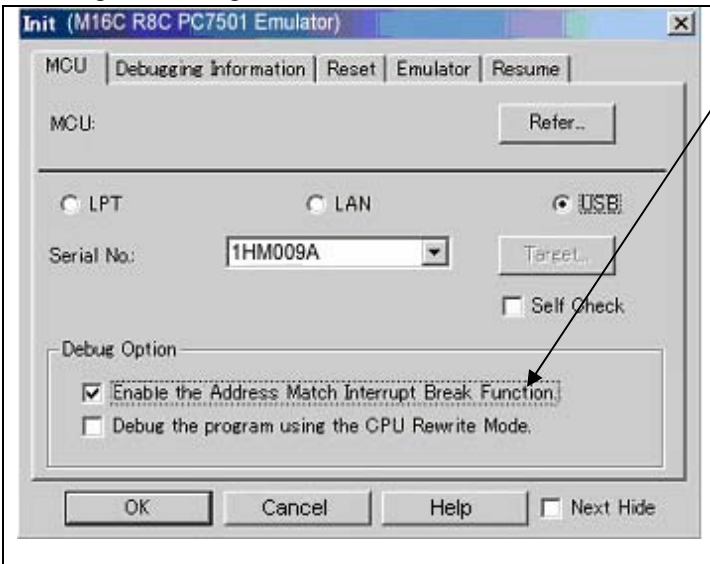 Init (M16C R8C PC7501 Emulator)
MCU Debugging Information Reset Emulator Resume
MCU: Refer...
LPT LAN USB
Serial No.: 1HM009A Target...
Self Check
Debug Option
Enable the Address Match Interrupt Break Function.
Debug the program using the CPU Rewrite Mode.
OK Cancel Help Next Hide